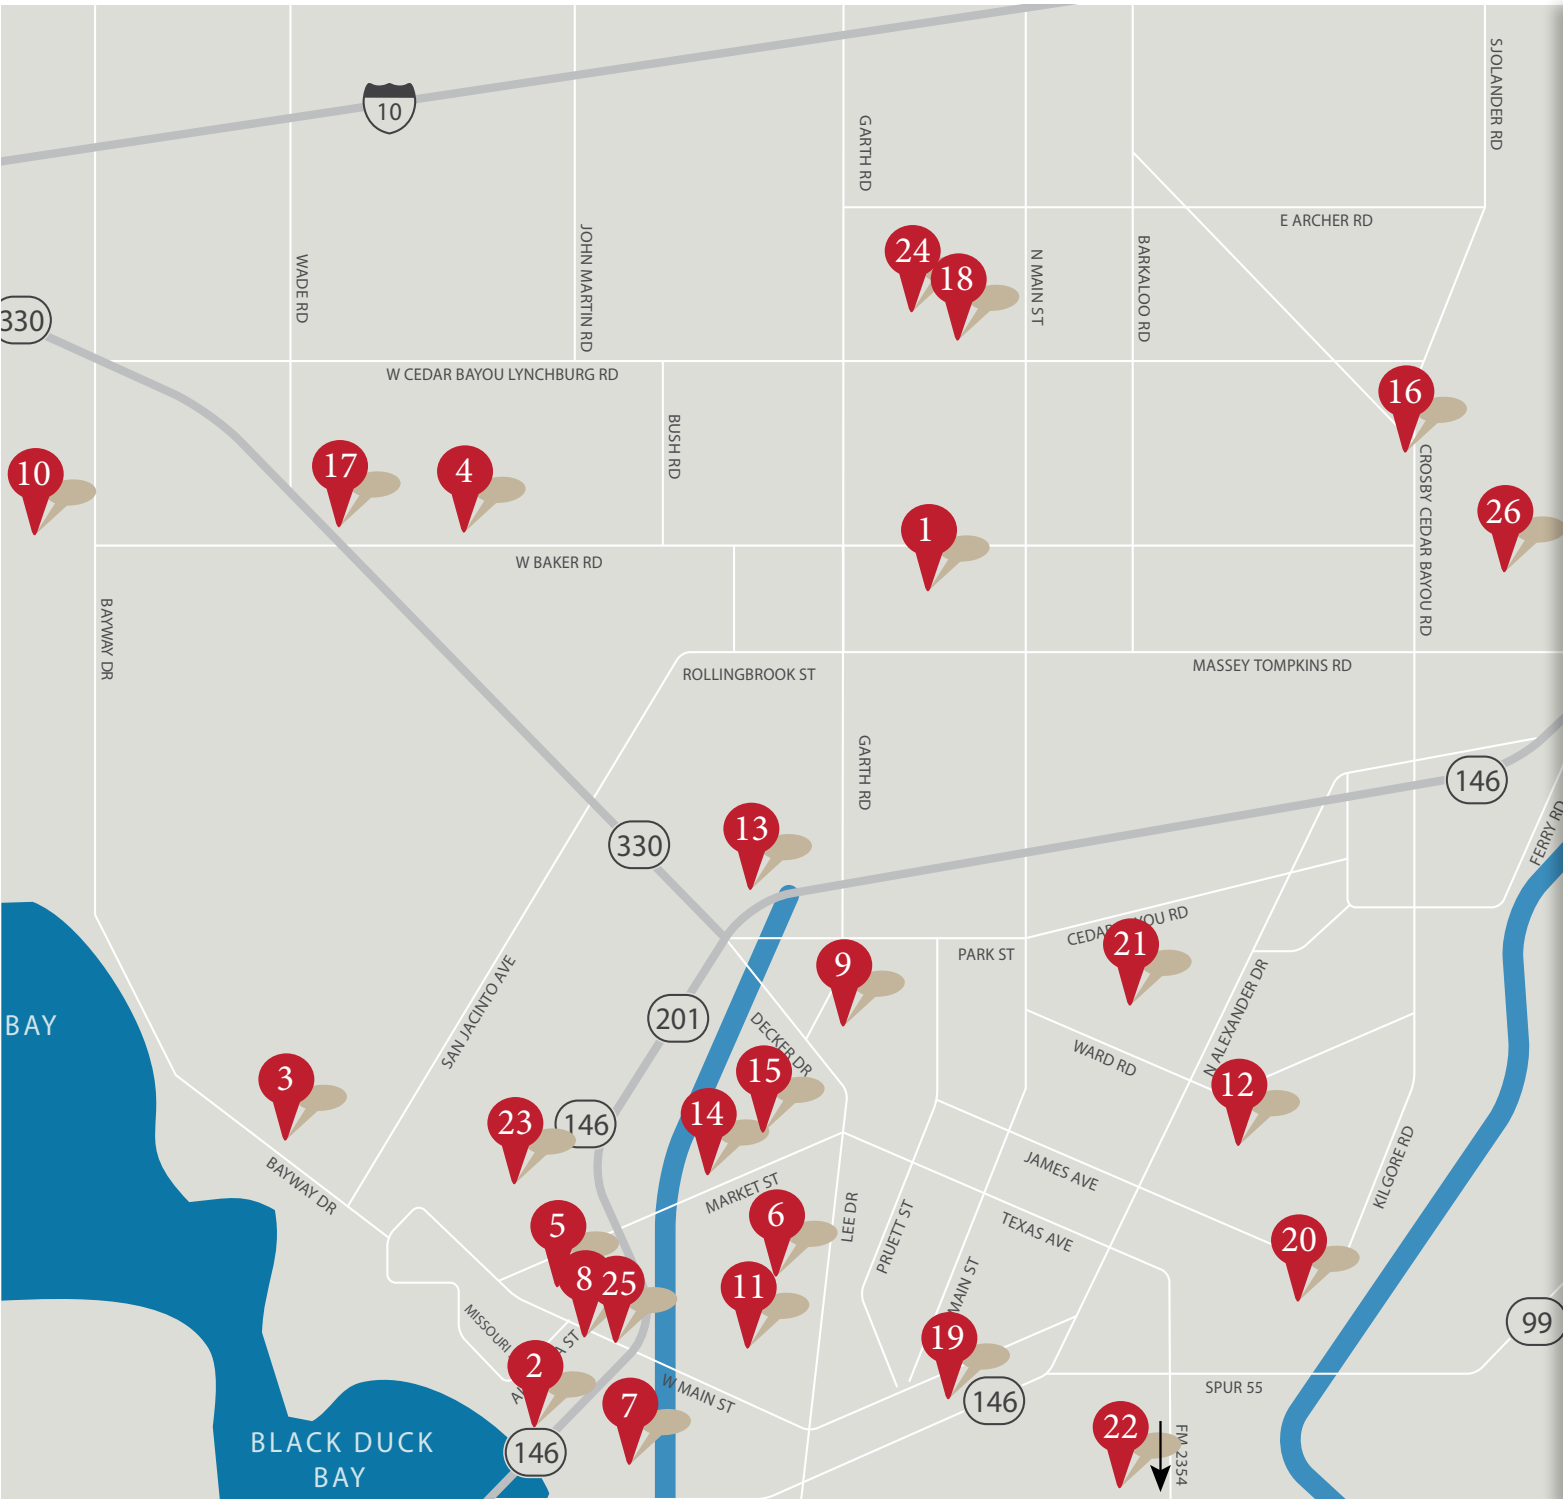 SJOLANDER RD
10
GARTH RD
E ARCHER RD
WADE RD
JOHN MARTIN RD
24
18
N MAIN ST
BARKALOO RD
330
W CEDAR BAYOU LYNCHBURG RD
16
BUSH RD
10
17
4
CROSBY CEDAR BAYOU RD
26
1
W BAKER RD
BAYWAY DR
ROLLINGBROOK ST
MASSEY TOMPKINS RD
GARTH RD
146
13
330
FERRY RD
CEDAR
YOU RD
21
PARK ST
9
SAN JACINTO AVE
N ALEXANDER DR
BAY
201
DECKER DR
WARD RD
3
15
12
23
146
14
JAMES AVE
KILGORE RD
BAYWAY DR
MARKET ST
6
LEE DR
PRUETT ST
TEXAS AVE
5
20
8
25
11
MAIN ST
MISSOURI
A ST
19
99
2
W MAIN ST
SPUR 55
7
146
22
FM 2354
BLACK DUCK
BAY
146